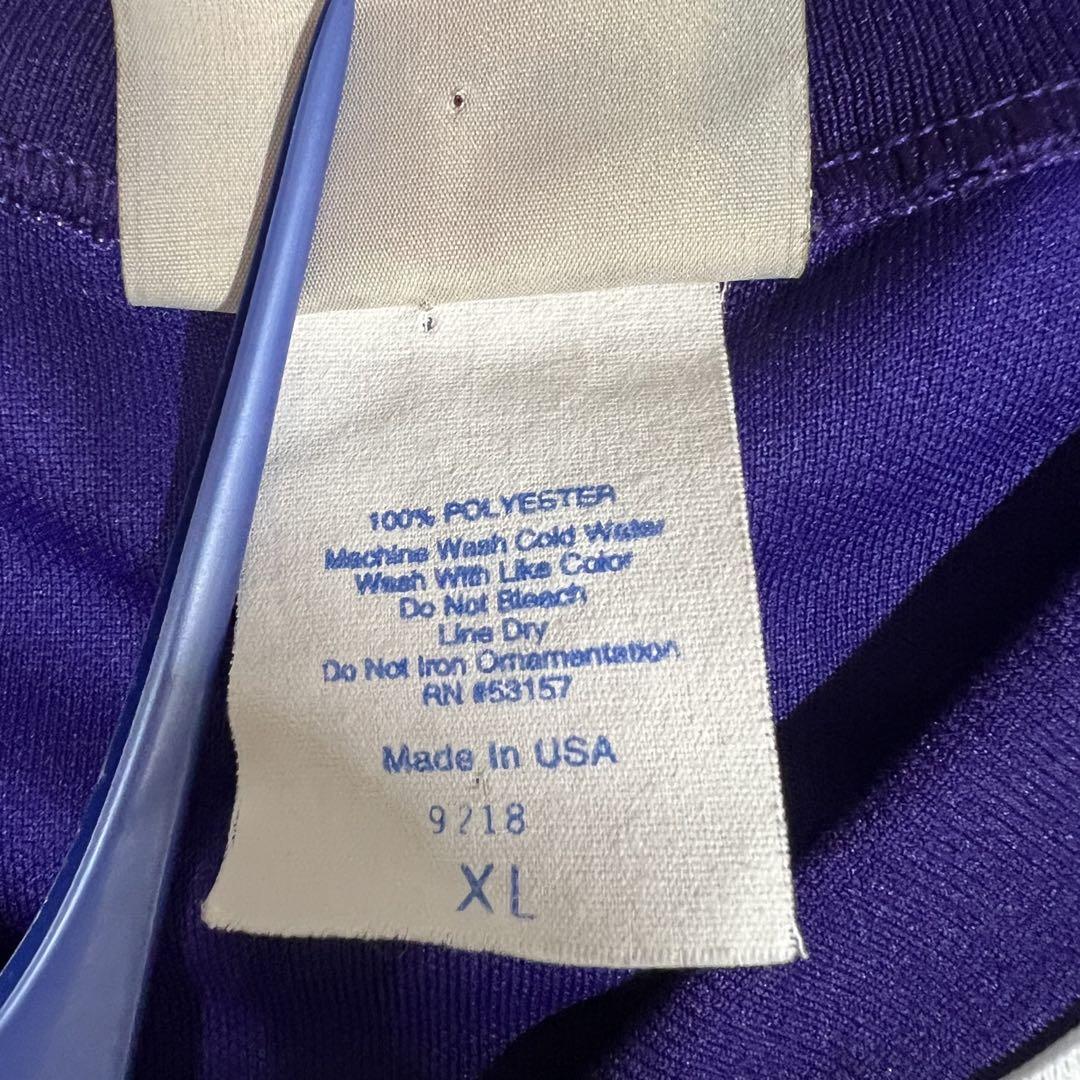 100% POLYESTER
Machine Wash Cold Water
Wash With Like Color
Do Not Bleach
Line Dry
Do Not Iron Ornamentation
RN #53157
Made In USA
9218
XL